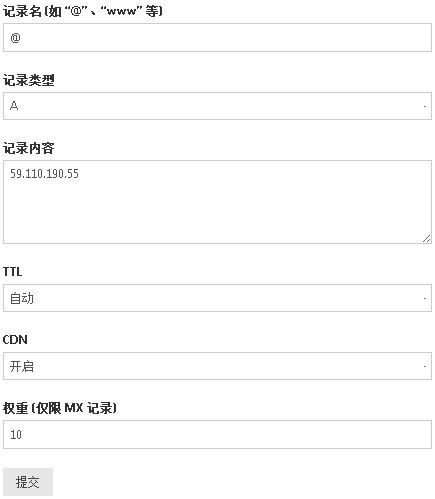 记录名 (如 “@”、“www” 等)
@
记录类型
A
记录内容
59.110.190.55
TTL
自动
CDN
开启
权重 (仅限 MX 记录)
10
提交